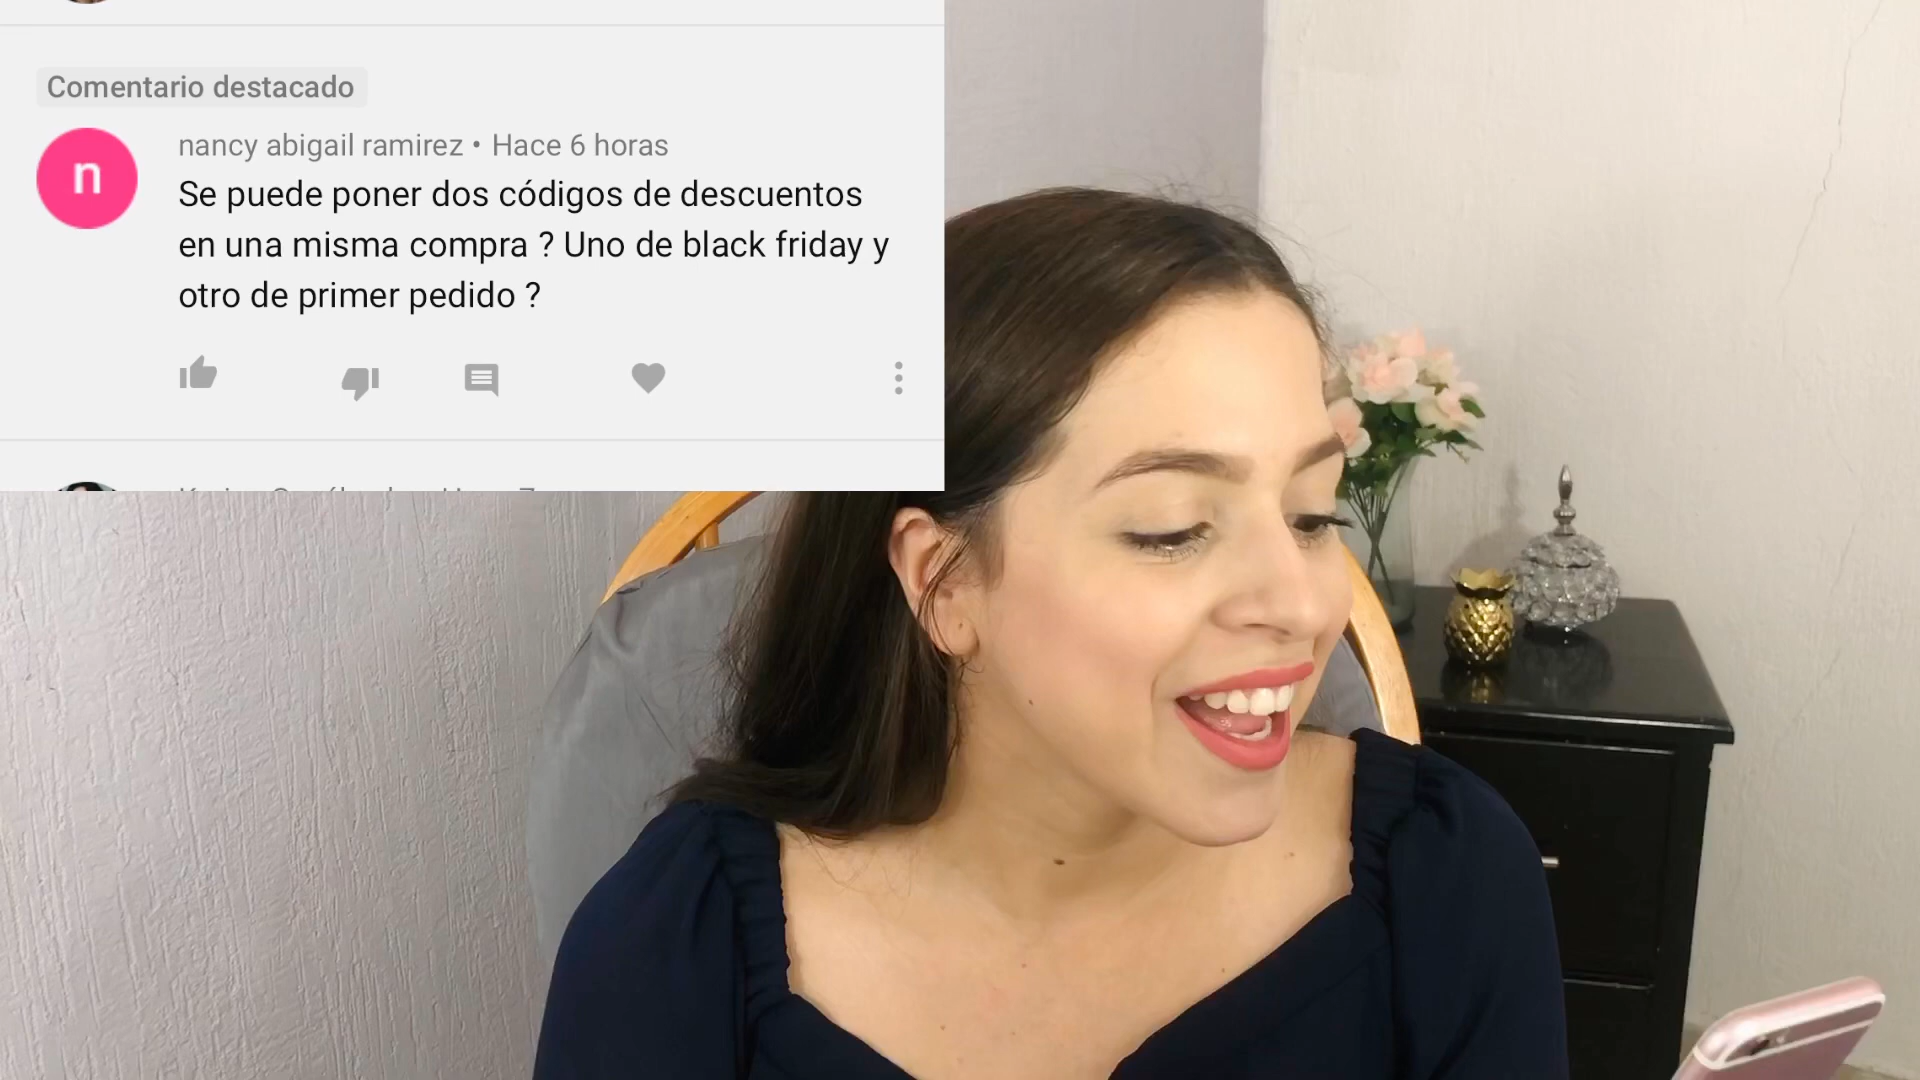 Comentario destacado
n
nancy abigail ramirez • Hace 6 horas
Se puede poner dos códigos de descuentos
en una misma compra ? Uno de black friday y
otro de primer pedido ?